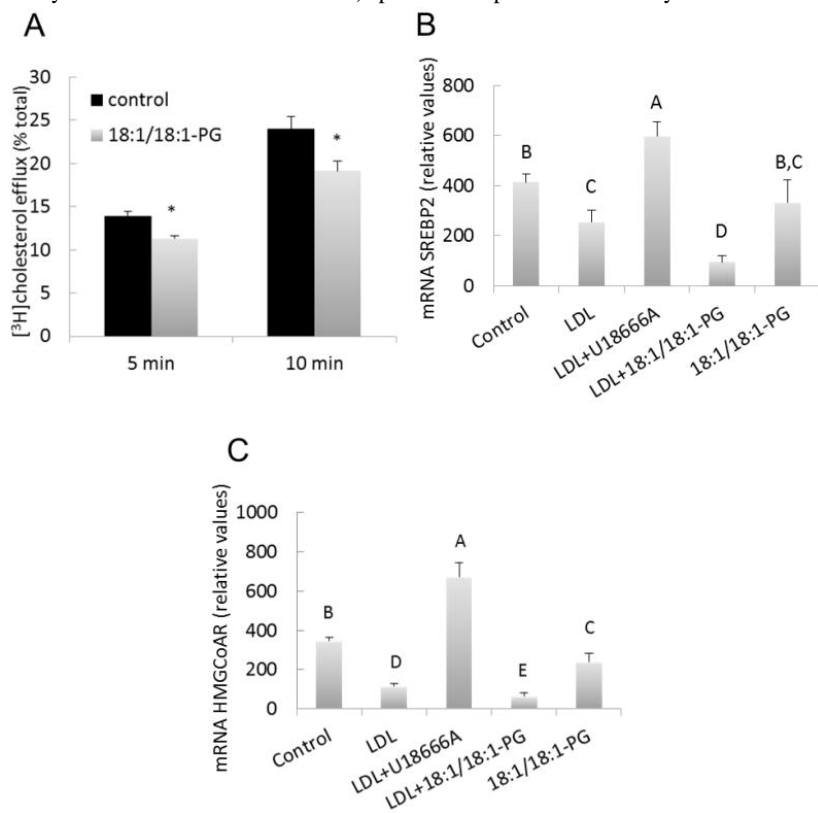 A
[³H]cholesterol efflux (% total)
30
25
20
15
10
5
0
control
18:1/18:1-PG
*
*
5 min
10 min
B
mRNA SREBP2 (relative values)
800
600
400
200
0
B
C
A
D
B,C
Control
LDL
LDL+U18666A
LDL+18:1/18:1-PG
18:1/18:1-PG
C
mRNA HMGCoAR (relative values)
1000
800
600
400
200
0
B
D
A
E
C
Control
LDL
LDL+U18666A
LDL+18:1/18:1-PG
18:1/18:1-PG